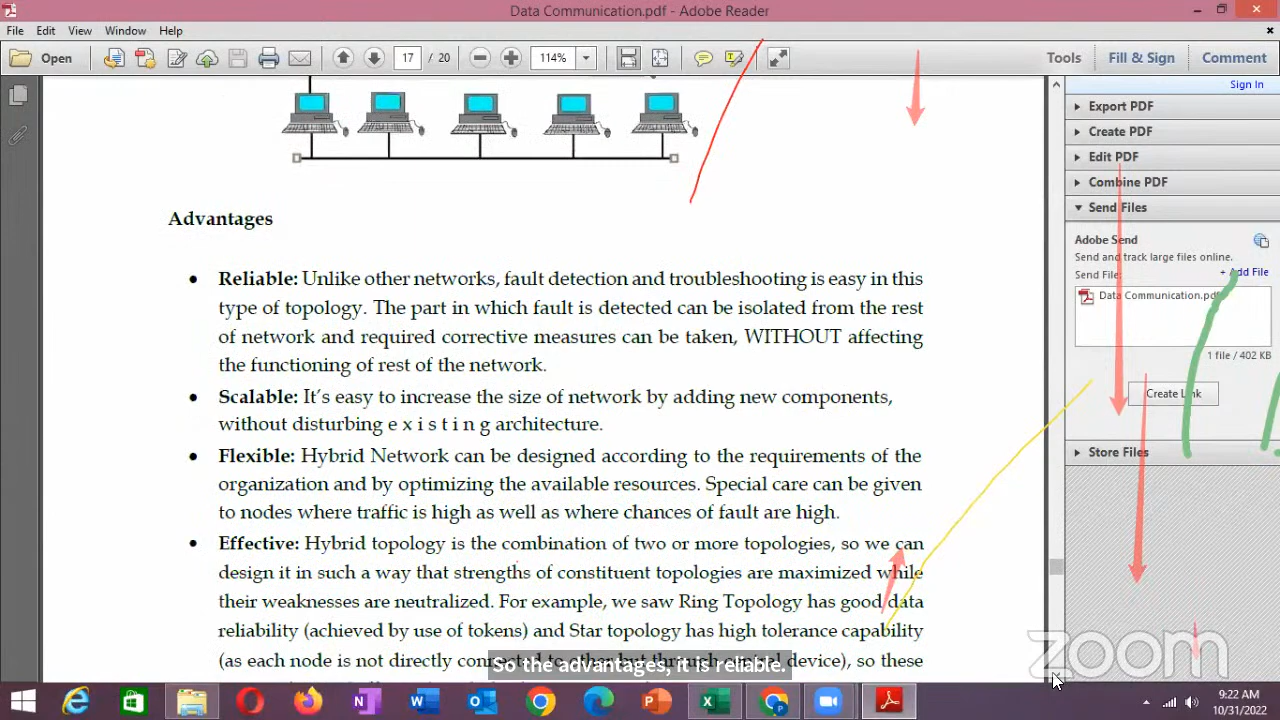 Data Communication.pdf - Adobe Reader
File Edit View Window Help
Open 17 / 20 114% Tools Fill & Sign Comment
Sign In
Export PDF
Create PDF
Edit PDF
Combine PDF
Send Files
Adobe Send
Send and track large files online.
Send File: + Add File
Data Communication.pdf
1 file / 402 KB
Create Link
Store Files
Advantages
• Reliable: Unlike other networks, fault detection and troubleshooting is easy in this
type of topology. The part in which fault is detected can be isolated from the rest
of network and required corrective measures can be taken, WITHOUT affecting
the functioning of rest of the network.
• Scalable: It's easy to increase the size of network by adding new components,
without disturbing e x i s t i n g architecture.
• Flexible: Hybrid Network can be designed according to the requirements of the
organization and by optimizing the available resources. Special care can be given
to nodes where traffic is high as well as where chances of fault are high.
• Effective: Hybrid topology is the combination of two or more topologies, so we can
design it in such a way that strengths of constituent topologies are maximized while
their weaknesses are neutralized. For example, we saw Ring Topology has good data
reliability (achieved by use of tokens) and Star topology has high tolerance capability
(as each node is not directly device), so these
So the advantages, it is reliable.
zoom
9:22 AM
10/31/2022